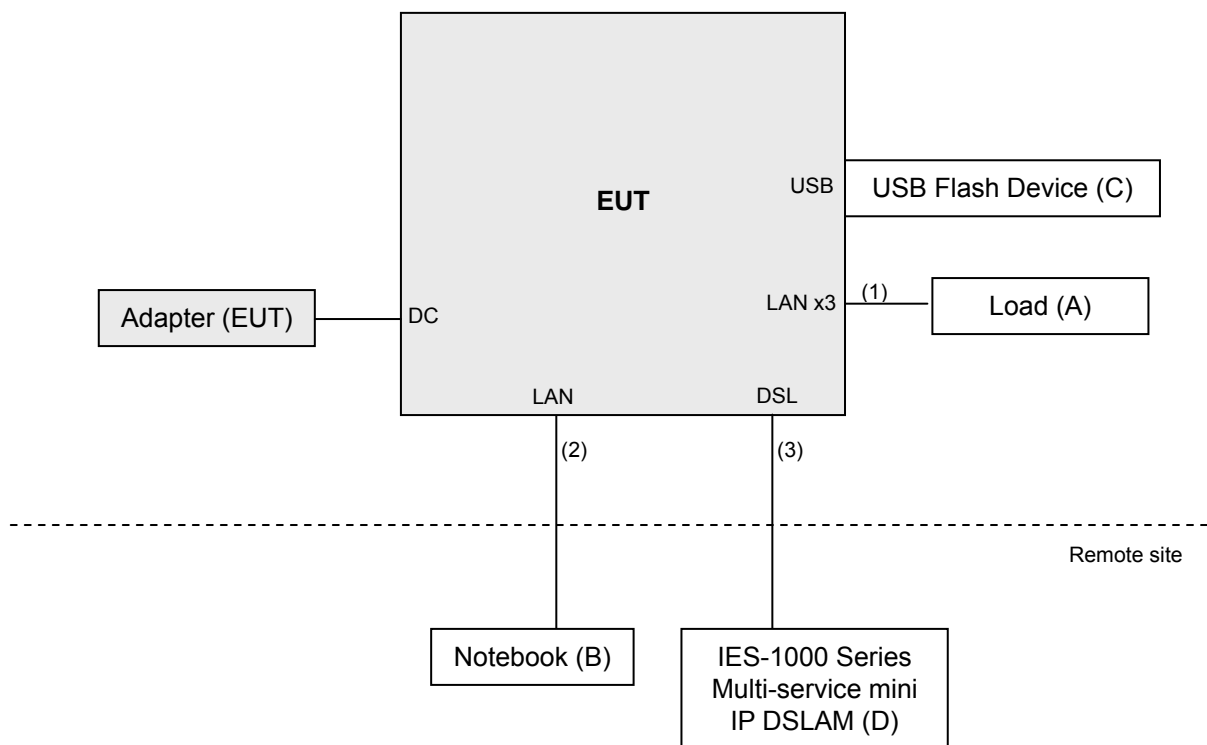 EUT
USB
USB Flash Device (C)
LAN x3
(1)
Load (A)
Adapter (EUT)
DC
LAN
DSL
(2)
(3)
Remote site
Notebook (B)
IES-1000 Series
Multi-service mini
IP DSLAM (D)